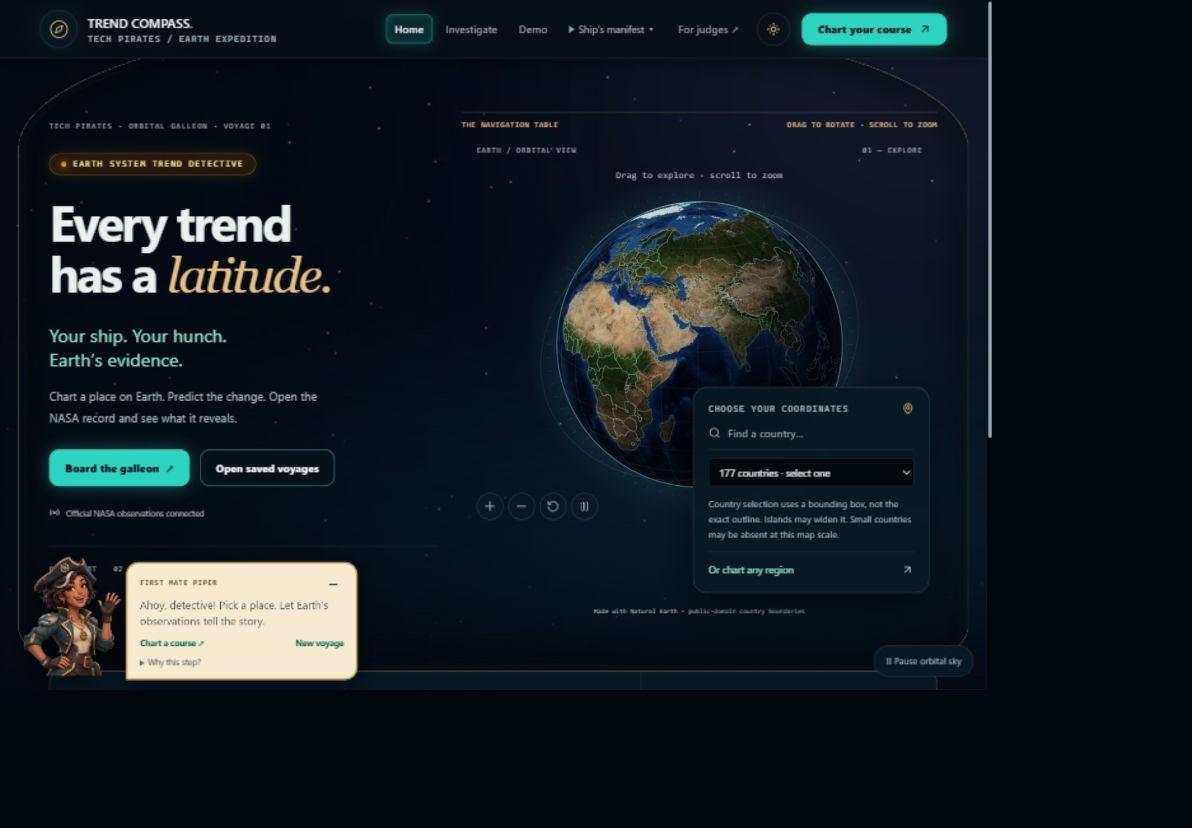 TREND COMPASS.
TECH PIRATES / EARTH EXPEDITION
Home
Investigate
Demo
Ship's manifest
For judges ↗
Chart your course ↗
TECH PIRATES · ORBITAL GALLEON · VOYAGE 01
EARTH SYSTEM TREND DETECTIVE
Every trend
has a latitude.
Your ship. Your hunch.
Earth's evidence.
Chart a place on Earth. Predict the change. Open the
NASA record and see what it reveals.
Board the galleon ↗
Open saved voyages
Official NASA observations connected
THE NAVIGATION TABLE
DRAG TO ROTATE · SCROLL TO ZOOM
EARTH / ORBITAL VIEW
01 — EXPLORE
Drag to explore · scroll to zoom
CHOOSE YOUR COORDINATES
Find a country...
177 countries · select one
Country selection uses a bounding box, not the
exact outline. Islands may widen it. Small countries
may be absent at this map scale.
Or chart any region ↗
Made with Natural Earth · public-domain country boundaries
02
FIRST MATE PIPER
Ahoy, detective! Pick a place. Let Earth's
observations tell the story.
Chart a course ↗
New voyage
Why this step?
Pause orbital sky